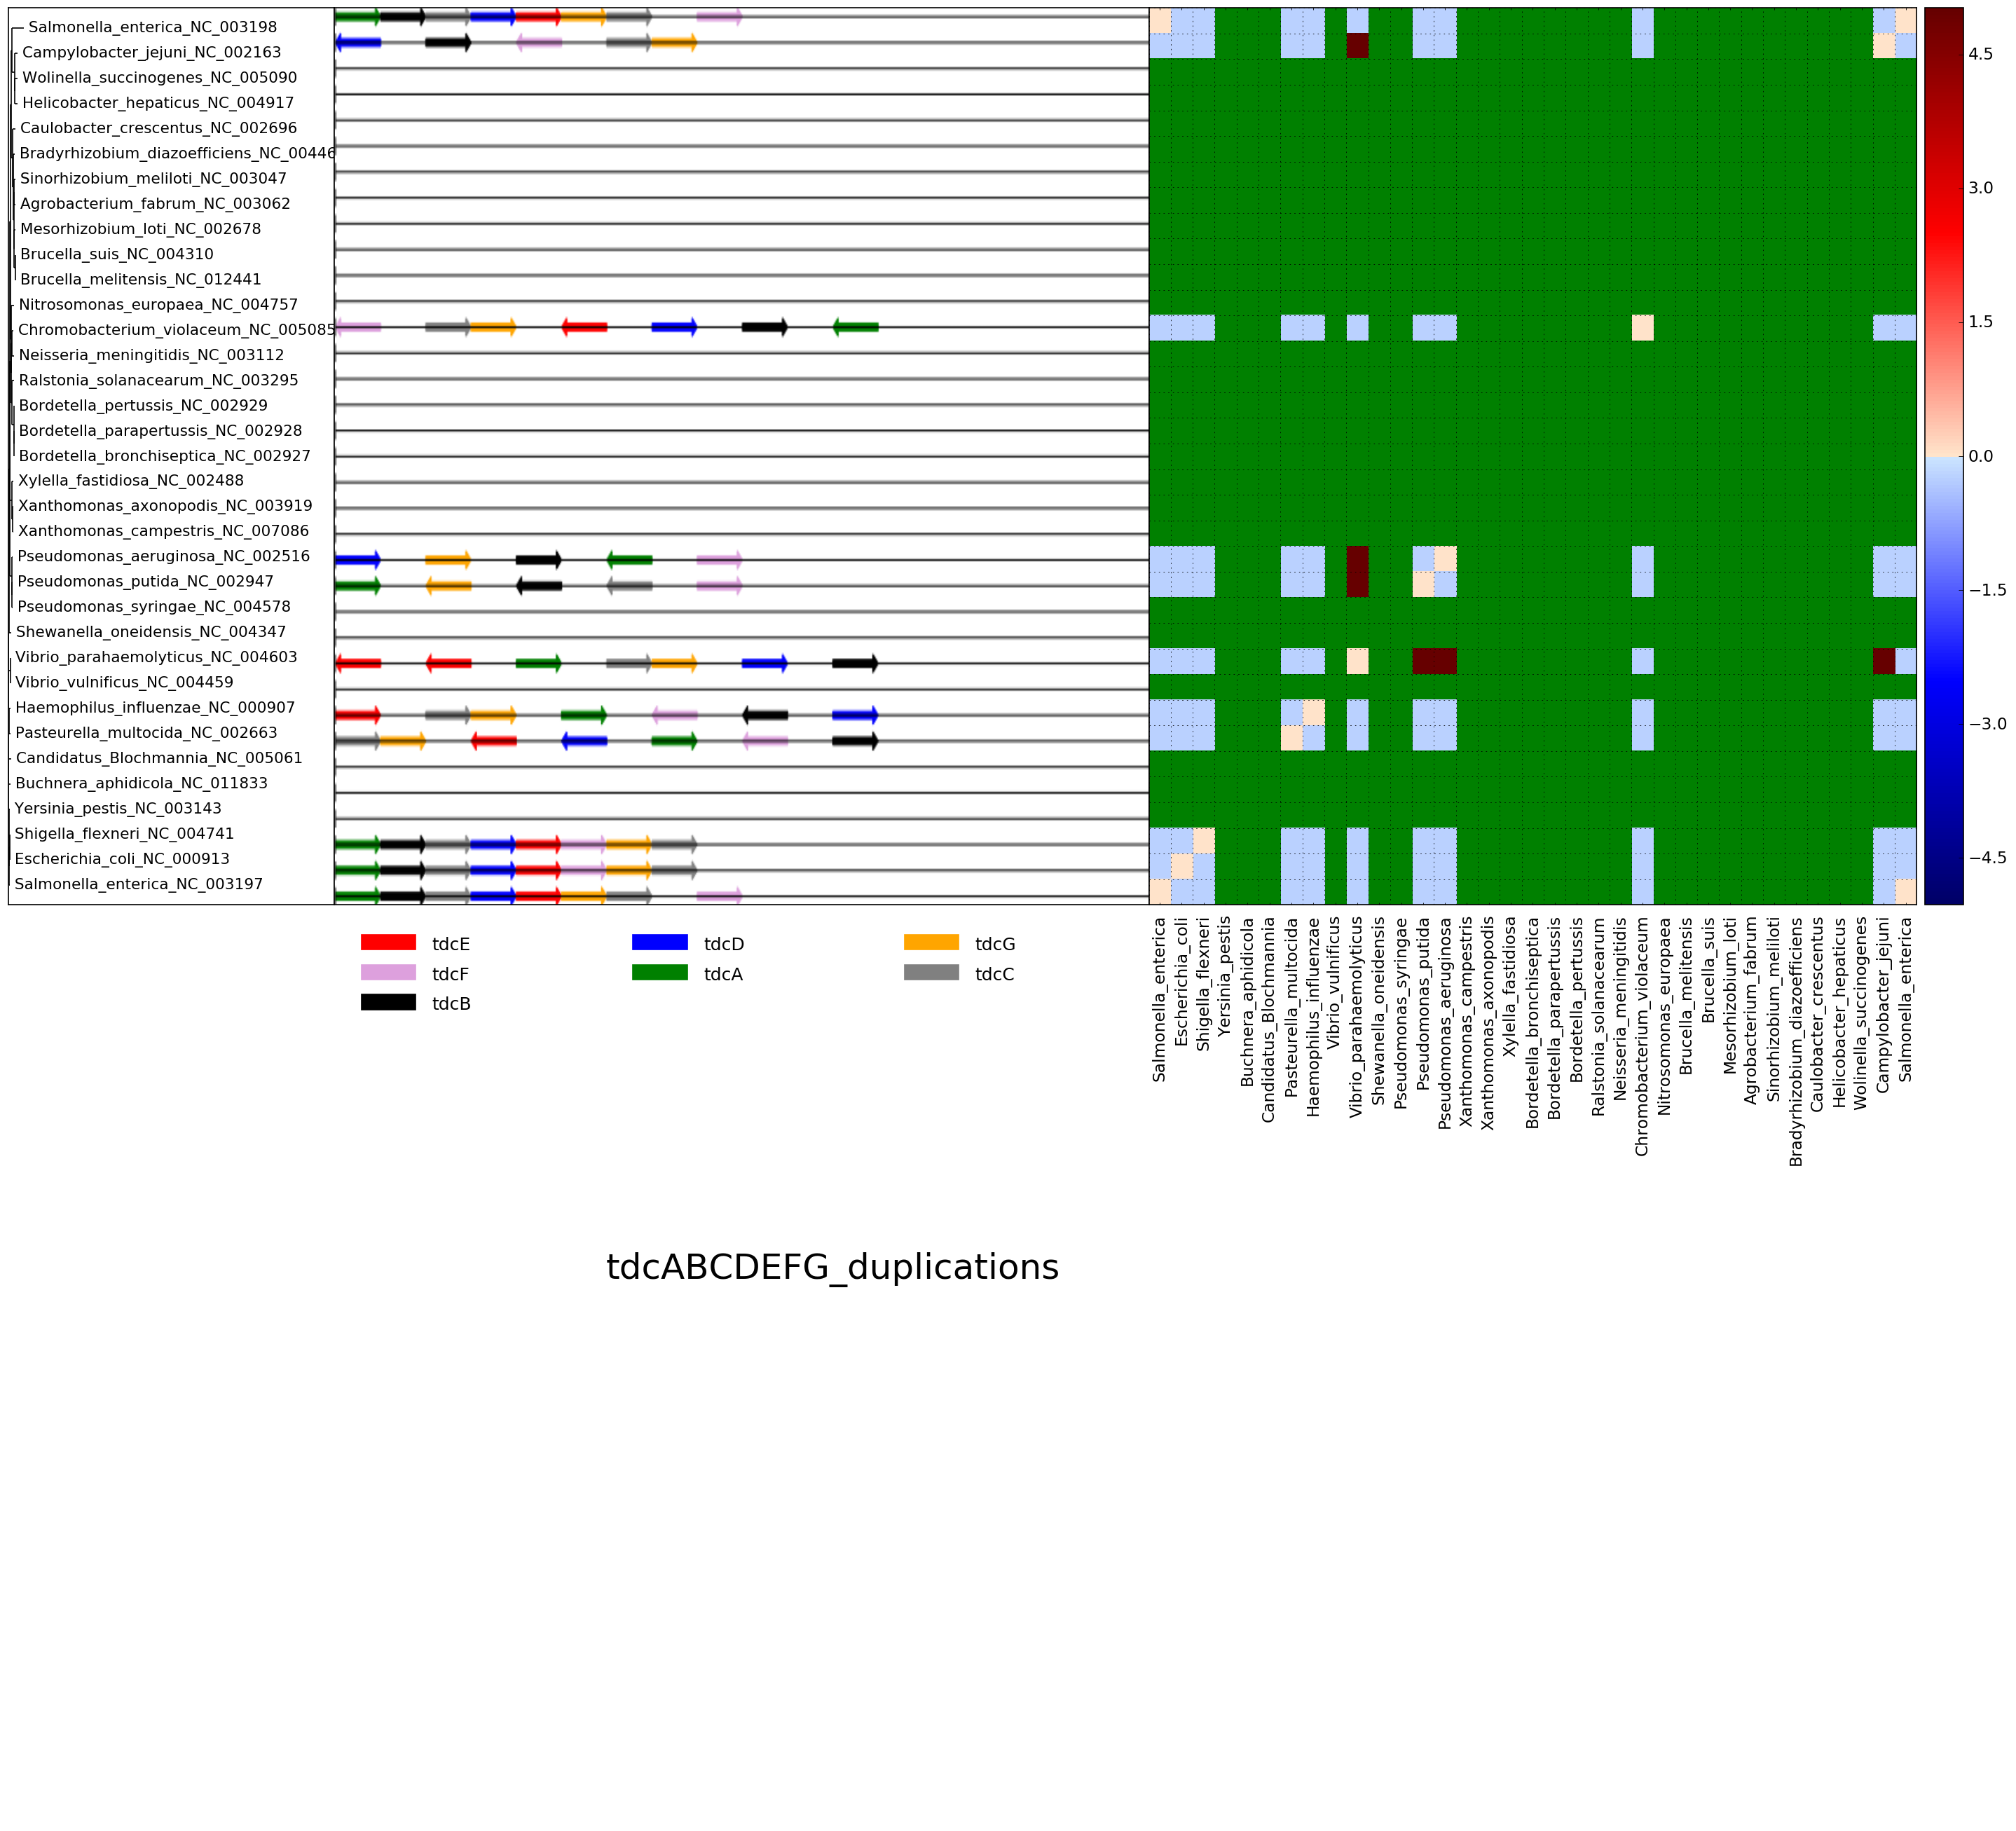 Salmonella_enterica_NC_003198
Campylobacter_jejuni_NC_002163
Wolinella_succinogenes_NC_005090
Helicobacter_hepaticus_NC_004917
Caulobacter_crescentus_NC_002696
Bradyrhizobium_diazoefficiens_NC_00446
Sinorhizobium_meliloti_NC_003047
Agrobacterium_fabrum_NC_003062
Mesorhizobium_loti_NC_002678
Brucella_suis_NC_004310
Brucella_melitensis_NC_012441
Nitrosomonas_europaea_NC_004757
Chromobacterium_violaceum_NC_005085
Neisseria_meningitidis_NC_003112
Ralstonia_solanacearum_NC_003295
Bordetella_pertussis_NC_002929
Bordetella_parapertussis_NC_002928
Bordetella_bronchiseptica_NC_002927
Xylella_fastidiosa_NC_002488
Xanthomonas_axonopodis_NC_003919
Xanthomonas_campestris_NC_007086
Pseudomonas_aeruginosa_NC_002516
Pseudomonas_putida_NC_002947
Pseudomonas_syringae_NC_004578
Shewanella_oneidensis_NC_004347
Vibrio_parahaemolyticus_NC_004603
Vibrio_vulnificus_NC_004459
Haemophilus_influenzae_NC_000907
Pasteurella_multocida_NC_002663
Candidatus_Blochmannia_NC_005061
Buchnera_aphidicola_NC_011833
Yersinia_pestis_NC_003143
Shigella_flexneri_NC_004741
Escherichia_coli_NC_000913
Salmonella_enterica_NC_003197
4.5
3.0
1.5
0.0
−1.5
−3.0
−4.5
Salmonella_enterica
Escherichia_coli
Shigella_flexneri
Yersinia_pestis
Buchnera_aphidicola
Candidatus_Blochmannia
Pasteurella_multocida
Haemophilus_influenzae
Vibrio_vulnificus
Vibrio_parahaemolyticus
Shewanella_oneidensis
Pseudomonas_syringae
Pseudomonas_putida
Pseudomonas_aeruginosa
Xanthomonas_campestris
Xanthomonas_axonopodis
Xylella_fastidiosa
Bordetella_bronchiseptica
Bordetella_parapertussis
Bordetella_pertussis
Ralstonia_solanacearum
Neisseria_meningitidis
Chromobacterium_violaceum
Nitrosomonas_europaea
Brucella_melitensis
Brucella_suis
Mesorhizobium_loti
Agrobacterium_fabrum
Sinorhizobium_meliloti
Bradyrhizobium_diazoefficiens
Caulobacter_crescentus
Helicobacter_hepaticus
Wolinella_succinogenes
Campylobacter_jejuni
Salmonella_enterica
tdcE tdcD tdcG
tdcF tdcA tdcC
tdcB
tdcABCDEFG_duplications